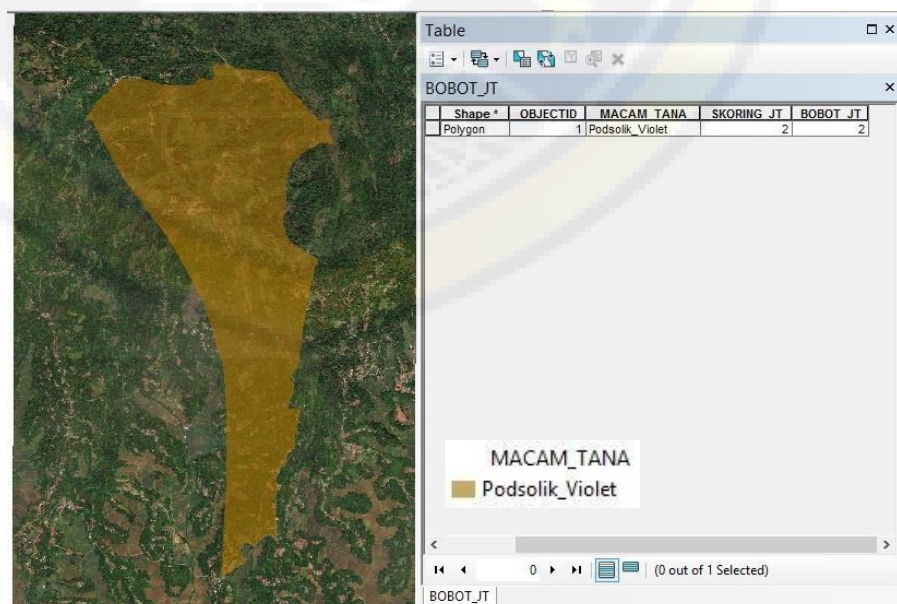 Table
BOBOT_JT
Shape * OBJECTID MACAM_TANA SKORING_JT BOBOT_JT
Polygon 1 Podsolik_Violet 2 2
MACAM_TANA
Podsolik_Violet
0 (0 out of 1 Selected)
BOBOT_JT